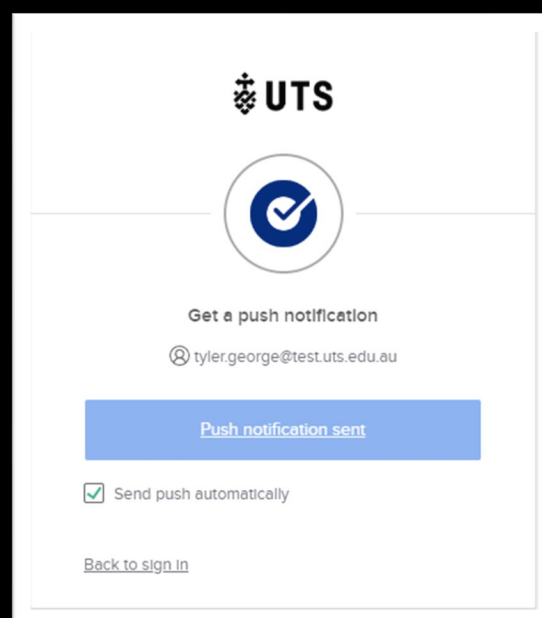 UTS
Get a push notification
tyler.george@test.uts.edu.au
Push notification sent
Send push automatically
Back to sign in